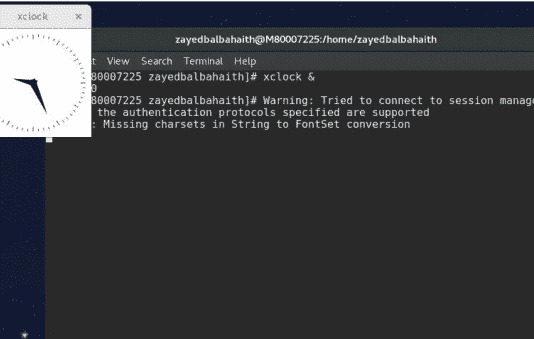 xclock ×
zayedbalbahaith@M80007225:/home/zayedbalbahaith
View Search Terminal Help
80007225 zayedbalbahaith]# xclock &
0
80007225 zayedbalbahaith]# Warning: Tried to connect to session
the authentication protocols specified are supported
: Missing charsets in String to FontSet conversion